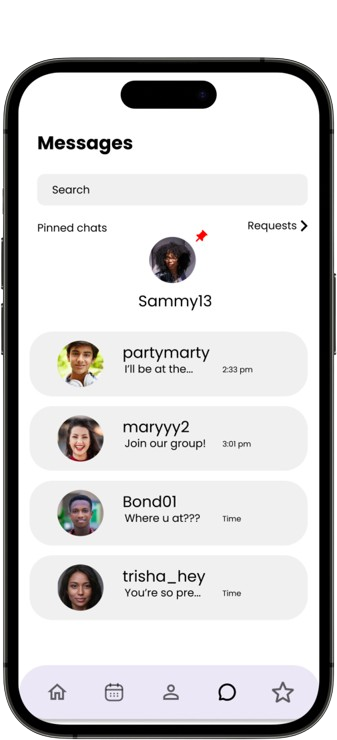 Messages
Search
Pinned chats
Requests
Sammy13
partymarty
I'll be at the...
2:33 pm
maryyy2
Join our group!
3:01 pm
Bond01
Where u at???
Time
trisha_hey
You're so pre...
Time